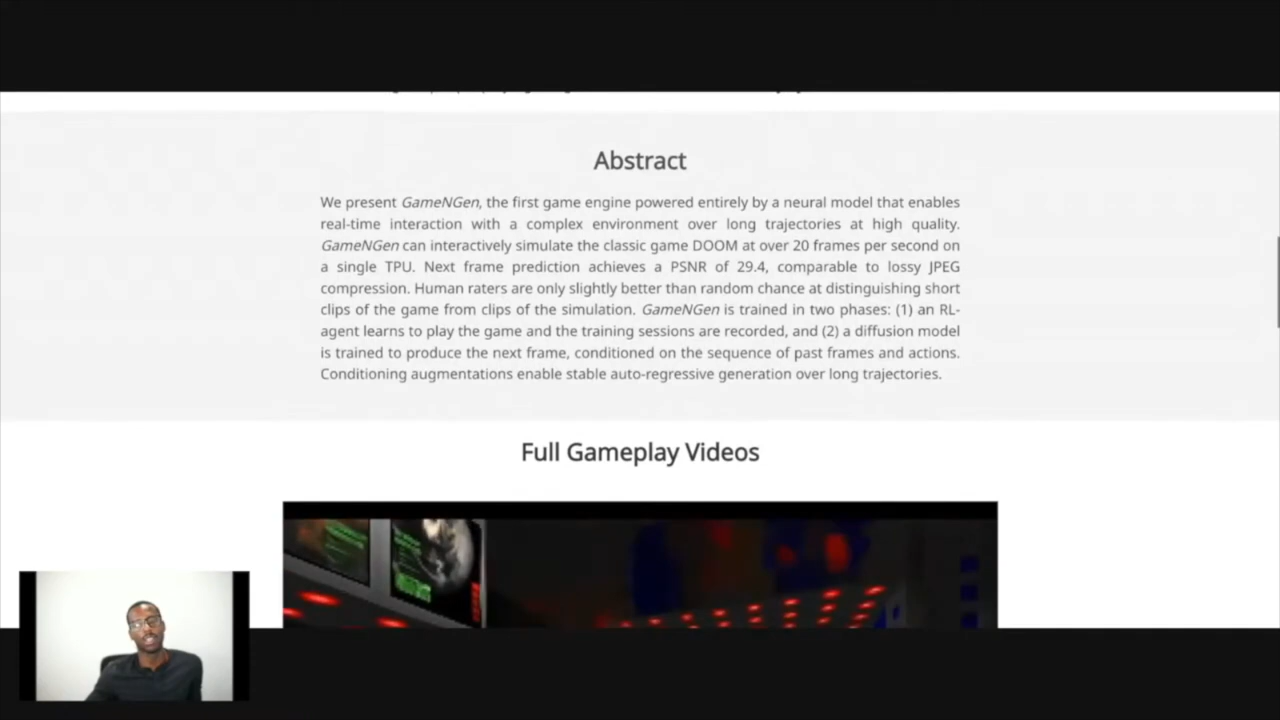 Abstract
We present GameNGen, the first game engine powered entirely by a neural model that enables
real-time interaction with a complex environment over long trajectories at high quality.
GameNGen can interactively simulate the classic game DOOM at over 20 frames per second on
a single TPU. Next frame prediction achieves a PSNR of 29.4, comparable to lossy JPEG
compression. Human raters are only slightly better than random chance at distinguishing short
clips of the game from clips of the simulation. GameNGen is trained in two phases: (1) an RL-
agent learns to play the game and the training sessions are recorded, and (2) a diffusion model
is trained to produce the next frame, conditioned on the sequence of past frames and actions.
Conditioning augmentations enable stable auto-regressive generation over long trajectories.
Full Gameplay Videos